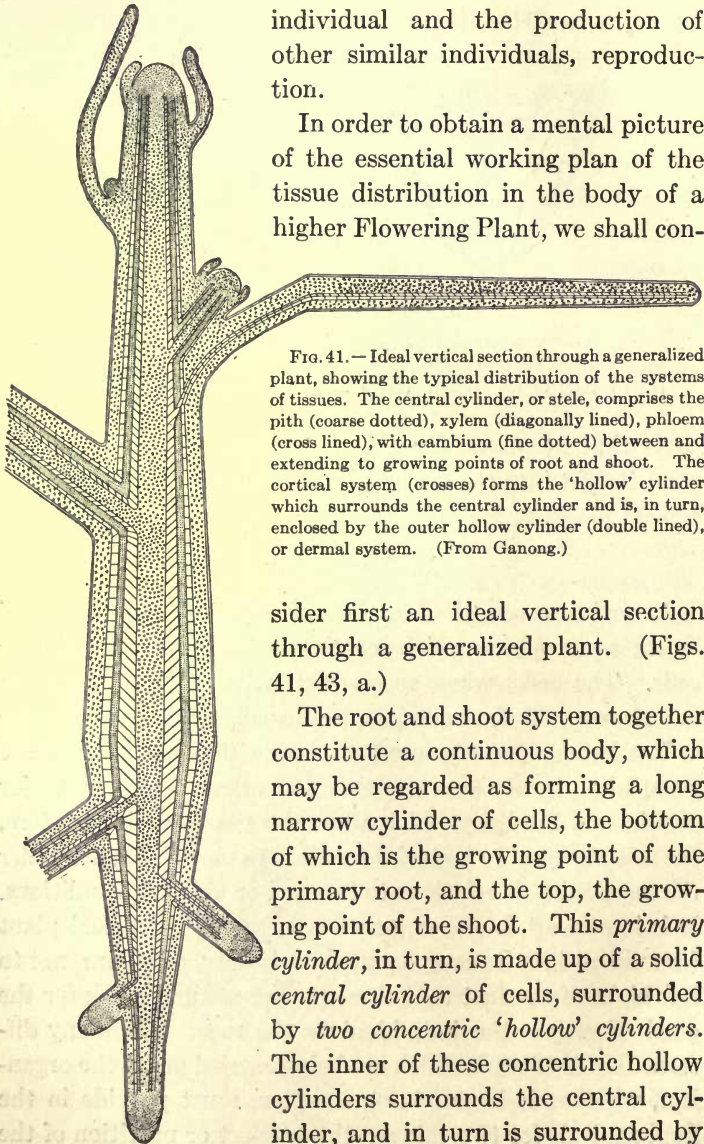 individual and the production of
other similar individuals, reproduc-
tion.
In order to obtain a mental picture
of the essential working plan of the
tissue distribution in the body of a
higher Flowering Plant, we shall con-
FIG. 41.— Ideal vertical section through a generalized
plant, showing the typical distribution of the systems
of tissues. The central cylinder, or stele, comprises the
pith (coarse dotted), xylem (diagonally lined), phloem
(cross lined), with cambium (fine dotted) between and
extending to growing points of root and shoot. The
cortical system (crosses) forms the ‘hollow’ cylinder
which surrounds the central cylinder and is, in turn,
enclosed by the outer hollow cylinder (double lined),
or dermal system. (From Ganong.)
sider first an ideal vertical section
through a generalized plant. (Figs.
41, 43, a.)
The root and shoot system together
constitute a continuous body, which
may be regarded as forming a long
narrow cylinder of cells, the bottom
of which is the growing point of the
primary root, and the top, the grow-
ing point of the shoot. This primary
cylinder, in turn, is made up of a solid
central cylinder of cells, surrounded
by two concentric ‘hollow’ cylinders.
The inner of these concentric hollow
cylinders surrounds the central cyl-
inder, and in turn is surrounded by